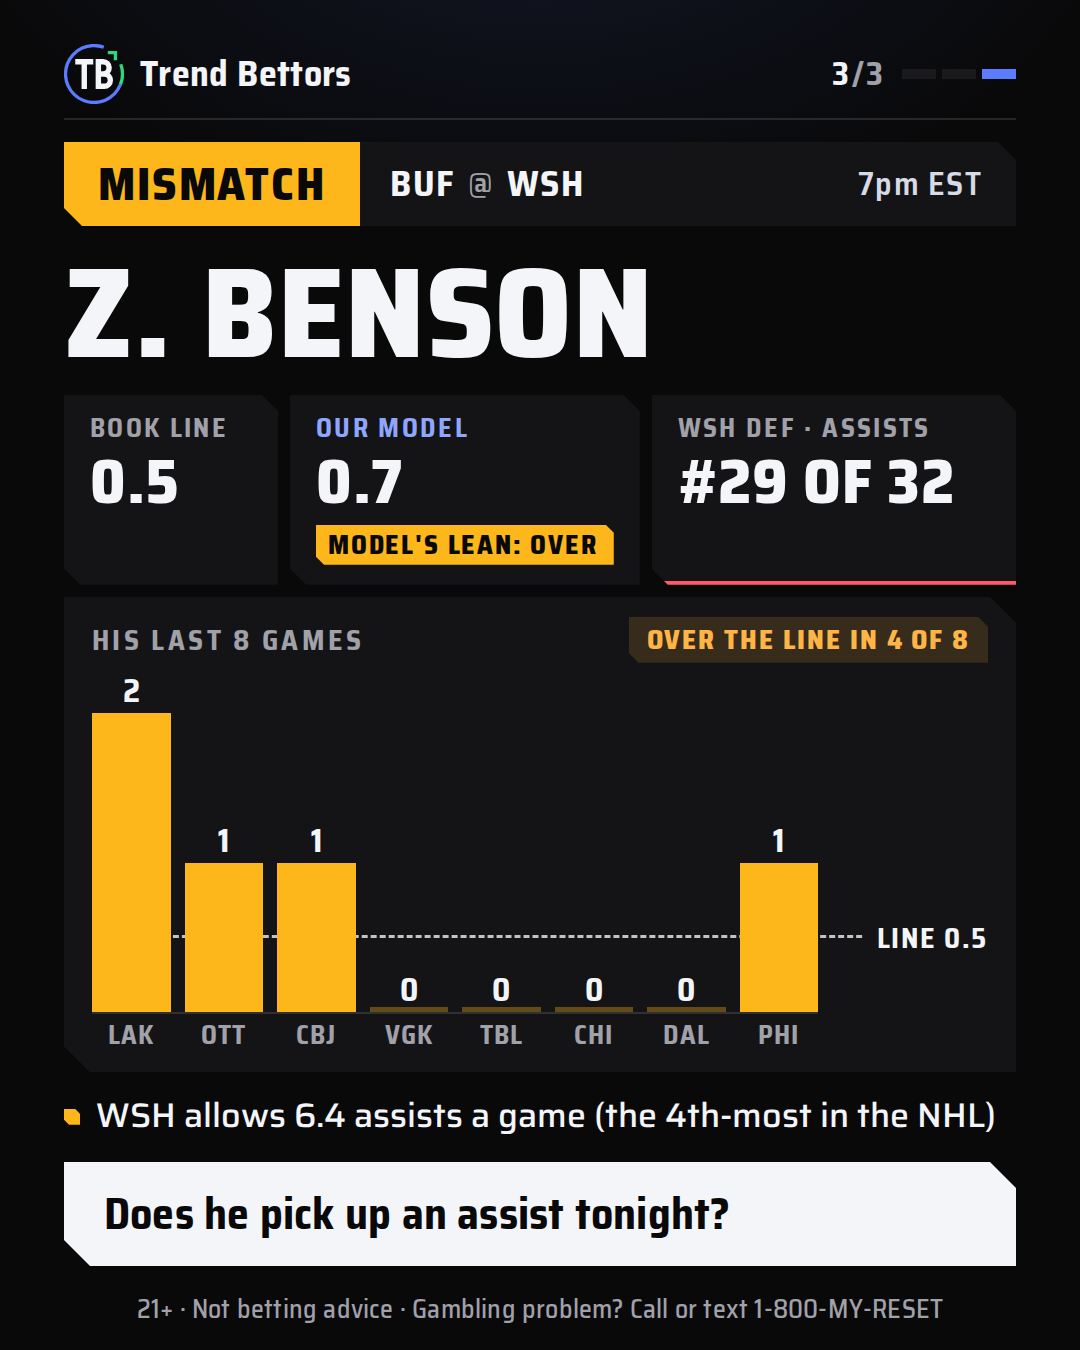 TB Trend Bettors 3/3
MISMATCH BUF @ WSH 7pm EST
Z. BENSON
BOOK LINE
0.5
OUR MODEL
0.7
MODEL'S LEAN: OVER
WSH DEF · ASSISTS
#29 OF 32
HIS LAST 8 GAMES
OVER THE LINE IN 4 OF 8
2 1 1 0 0 0 0 1
LINE 0.5
LAK OTT CBJ VGK TBL CHI DAL PHI
WSH allows 6.4 assists a game (the 4th-most in the NHL)
Does he pick up an assist tonight?
21+ · Not betting advice · Gambling problem? Call or text 1-800-MY-RESET